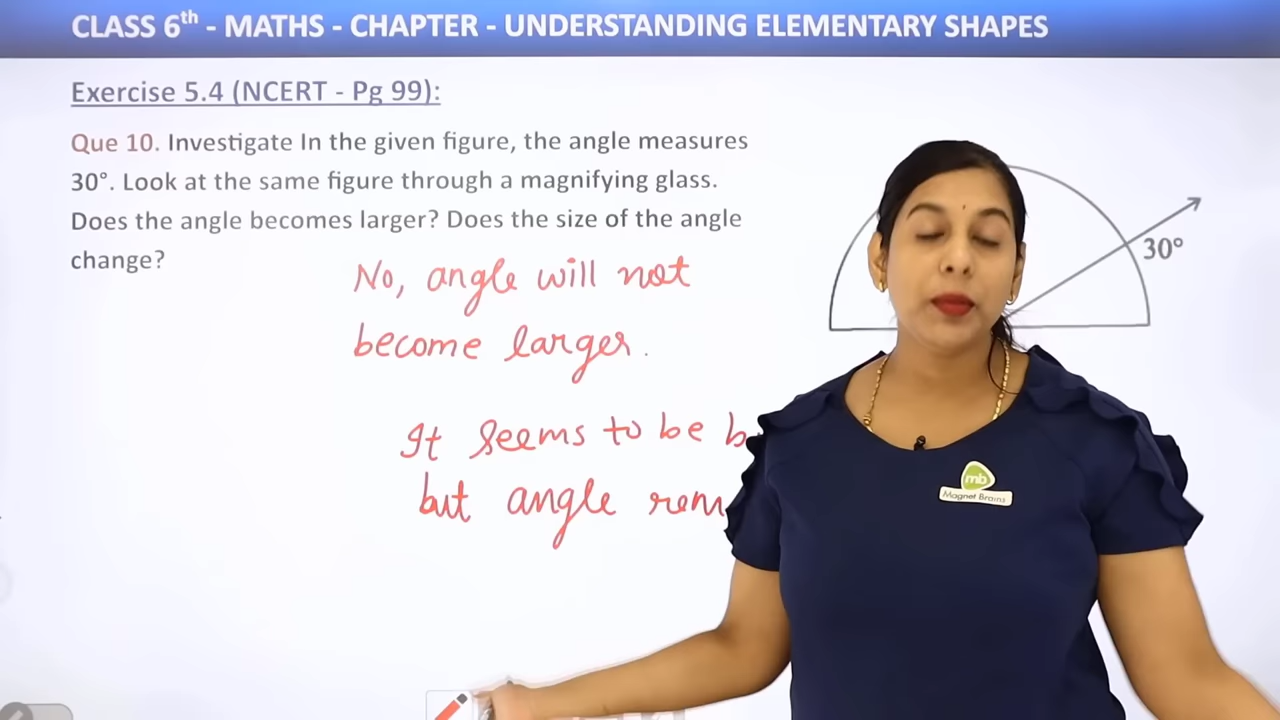 CLASS 6th - MATHS - CHAPTER - UNDERSTANDING ELEMENTARY SHAPES
Exercise 5.4 (NCERT - Pg 99):
Que 10. Investigate In the given figure, the angle measures
30°. Look at the same figure through a magnifying glass.
Does the angle becomes larger? Does the size of the angle
change?
No, angle will not
become larger.
It seems to be
but angle
30°
mb
Magnet Brains